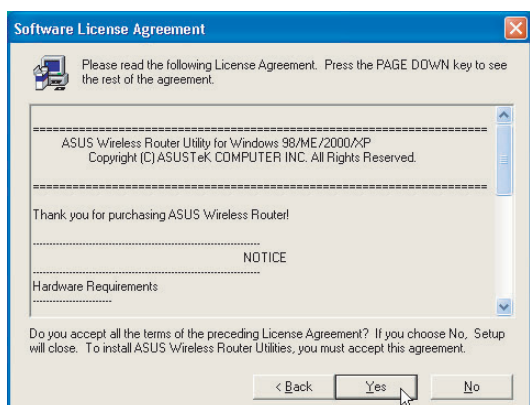 Software License Agreement
Please read the following License Agreement. Press the PAGE DOWN key to see
the rest of the agreement.
==================================================================
ASUS Wireless Router Utility for Windows 98/ME/2000/XP
Copyright (C) ASUSTeK COMPUTER INC. All Rights Reserved.
==================================================================
Thank you for purchasing ASUS Wireless Router!
------------------------------------------------------------
NOTICE
------------------------------------------------------------
Hardware Requirements
---------------------
Do you accept all the terms of the preceding License Agreement? If you choose No, Setup
will close. To install ASUS Wireless Router Utilities, you must accept this agreement.
< Back Yes No